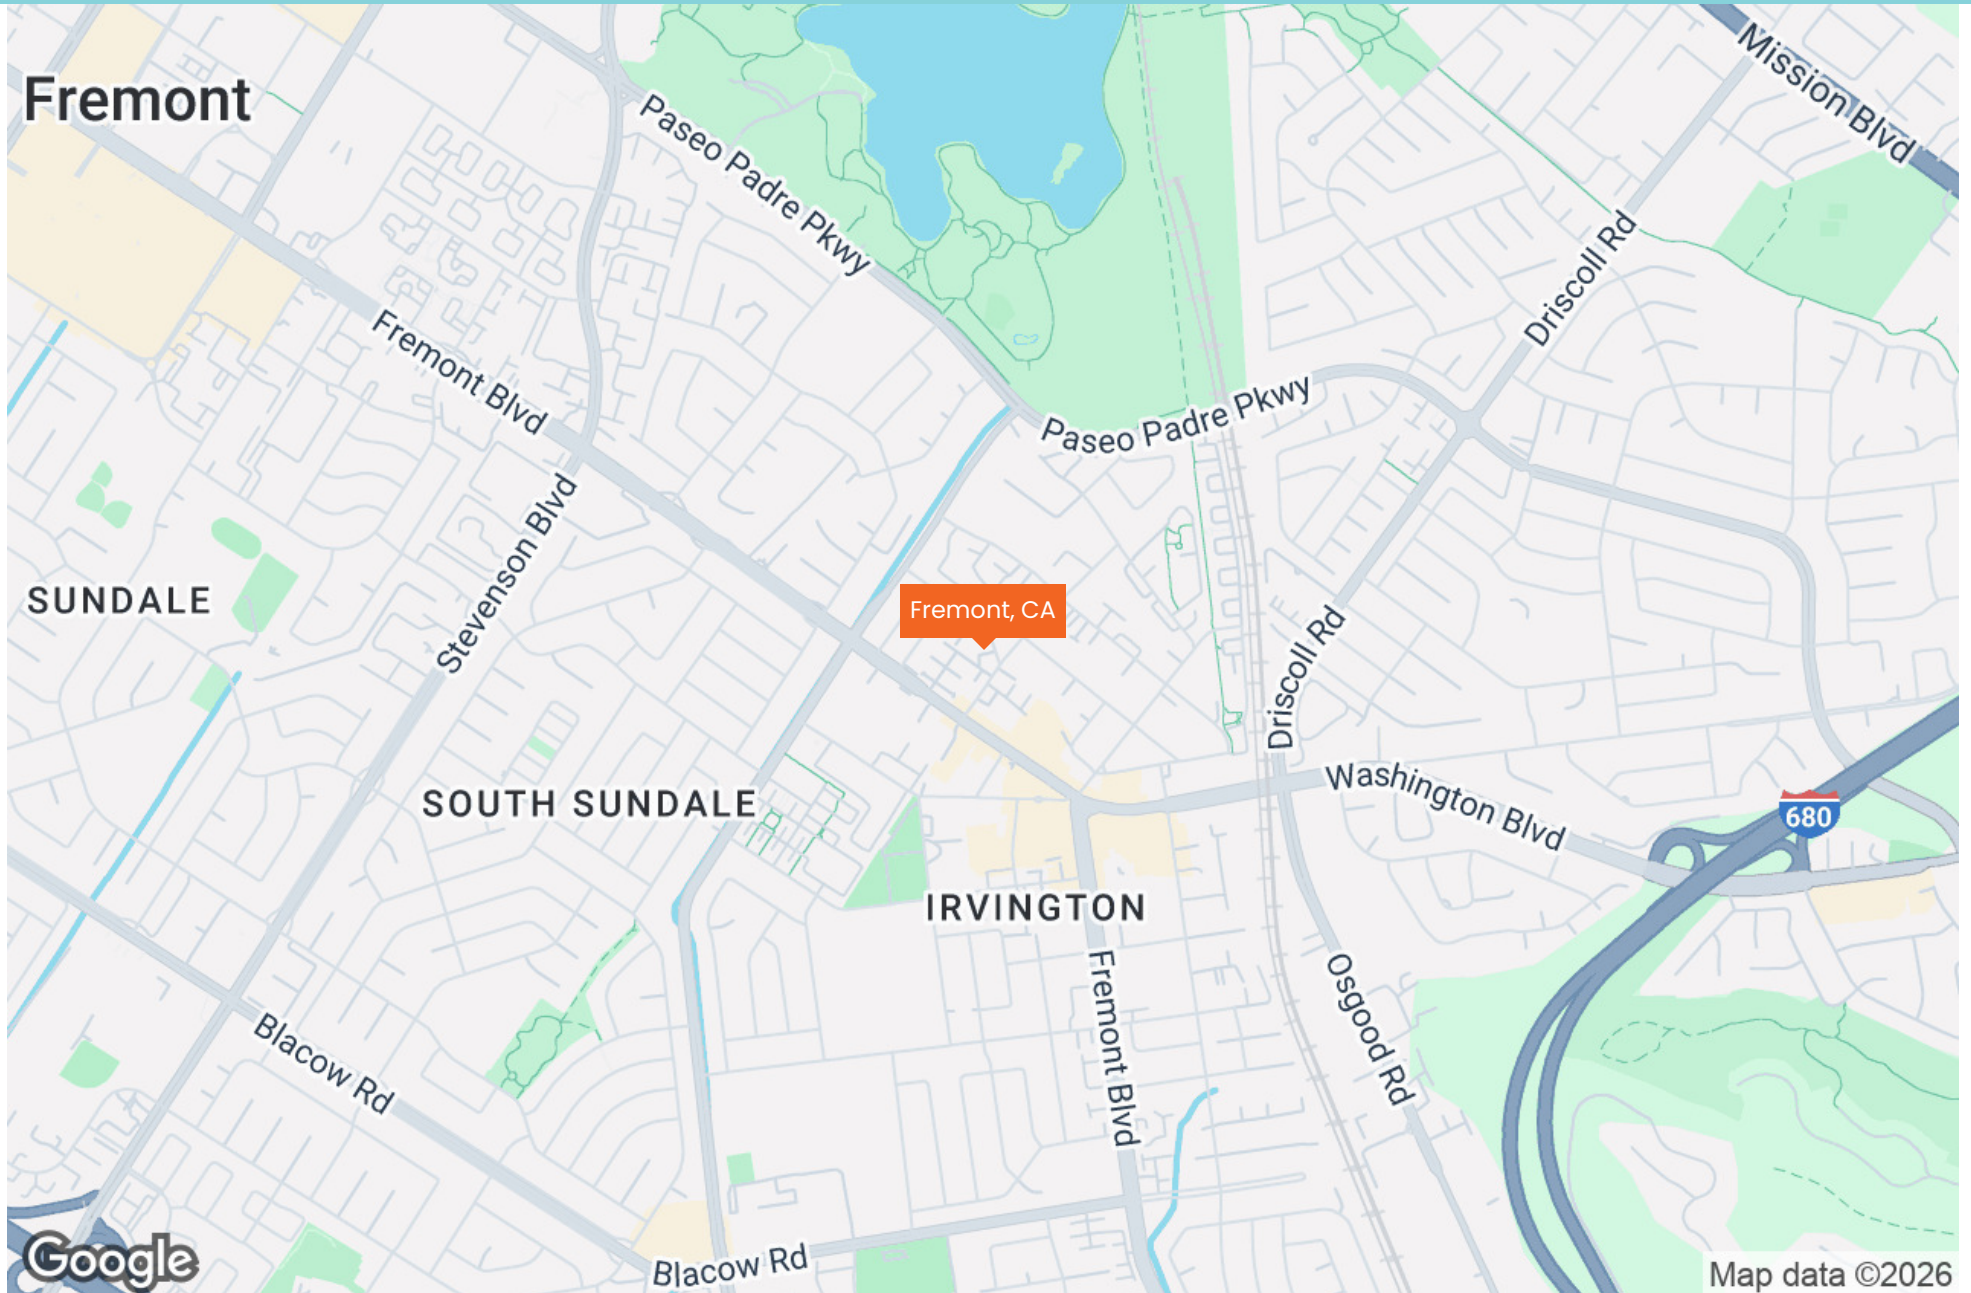 Mission Blvd
Fremont
Paseo Padre Pkwy
Driscoll Rd
Fremont Blvd
Paseo Padre Pkwy
Stevenson Blvd
SUNDALE
Fremont, CA
Driscoll Rd
SOUTH SUNDALE
Washington Blvd
680
IRVINGTON
Fremont Blvd
Osgood Rd
Blacow Rd
Blacow Rd
Google
Map data ©2026